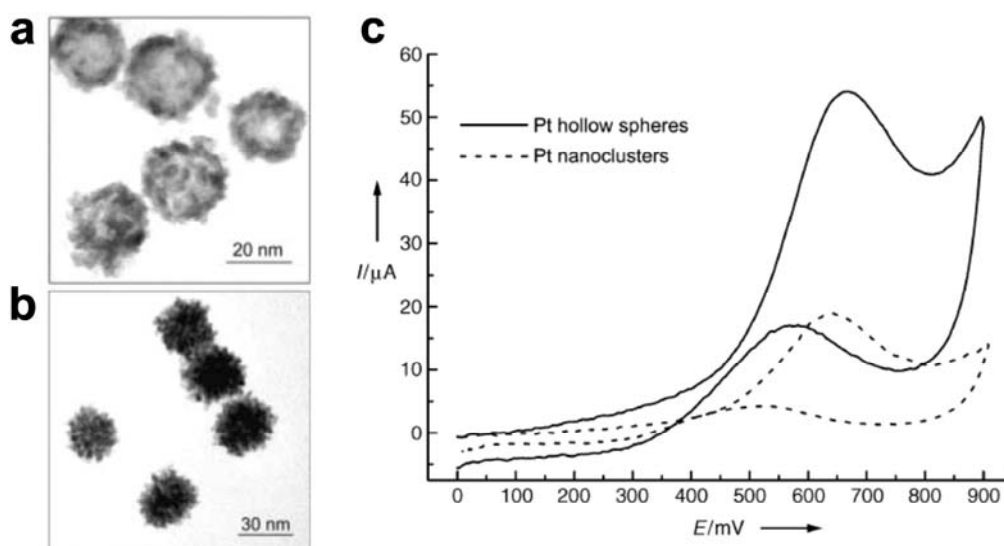 a
20 nm
b
30 nm
c
60
50
40
30
20
10
0
I/μA
Pt hollow spheres
Pt nanoclusters
0 100 200 300 400 500 600 700 800 900
E/mV